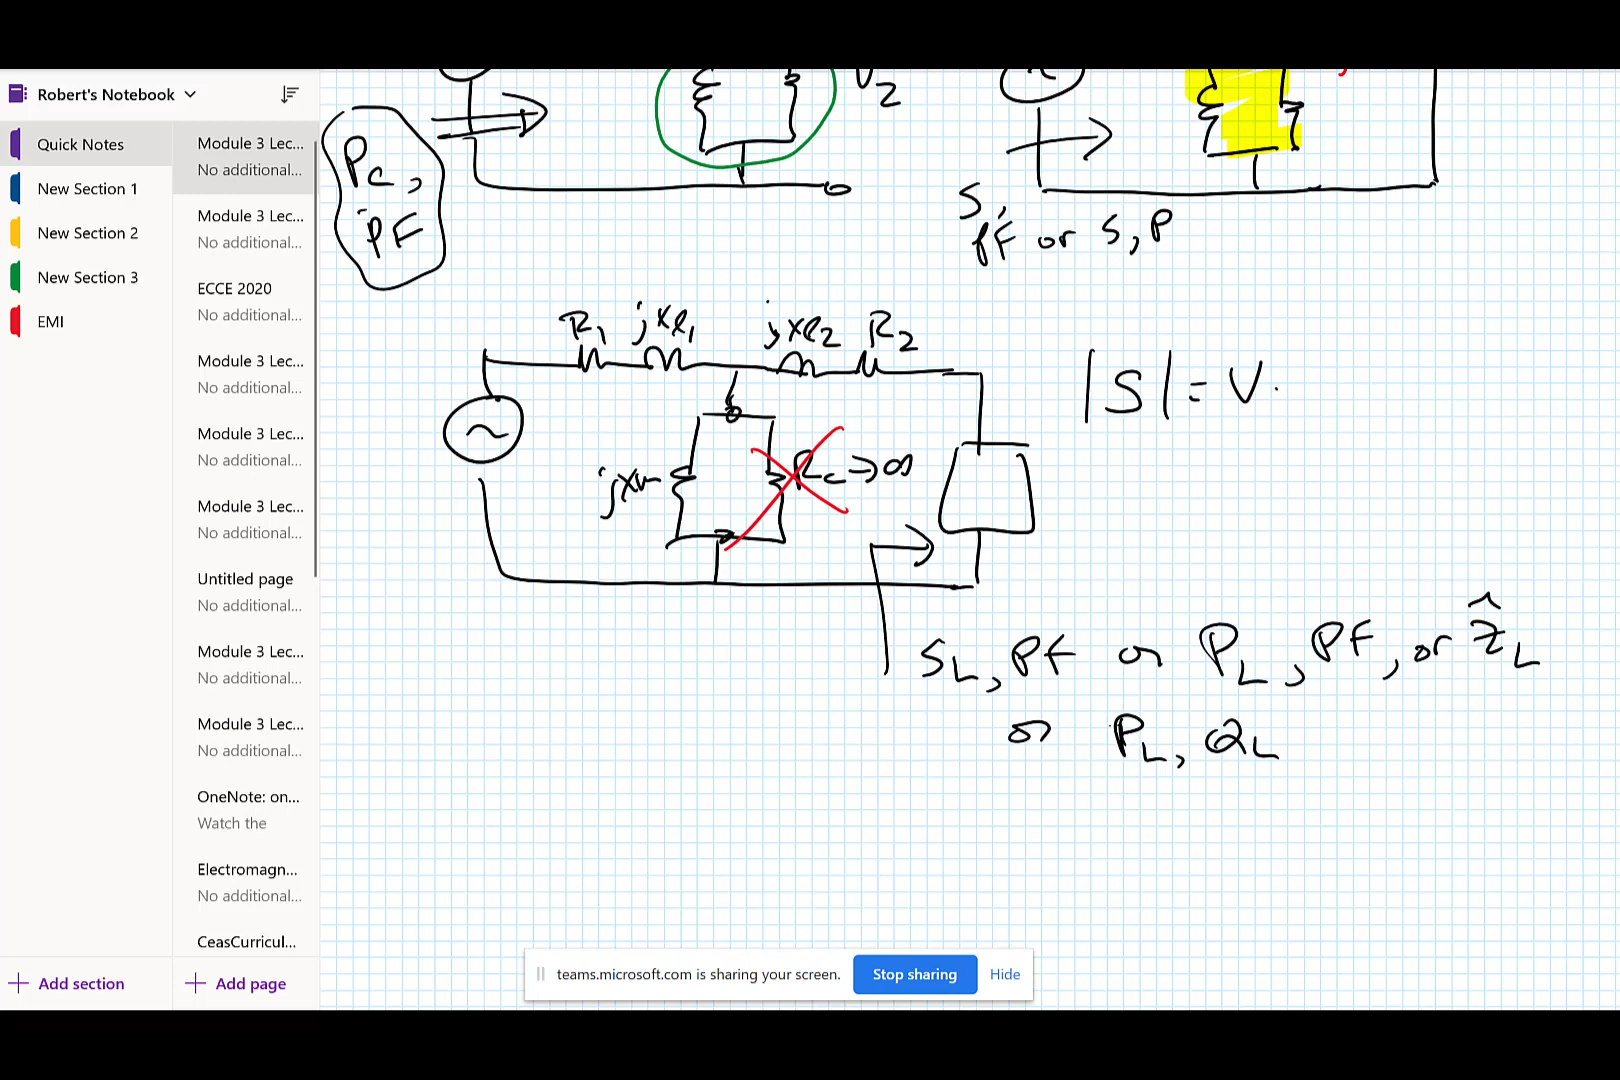 Robert's Notebook
Quick Notes
New Section 1
New Section 2
New Section 3
EMI
Add section
Module 3 Lec...
No additional...
Module 3 Lec...
No additional...
ECCE 2020
No additional...
Module 3 Lec...
No additional...
Module 3 Lec...
No additional...
Module 3 Lec...
No additional...
Untitled page
No additional...
Module 3 Lec...
No additional...
Module 3 Lec...
No additional...
OneNote: on...
Watch the
Electromagn...
No additional...
CeasCurricul...
Add page
Pc,
PF
V2
S,
PF or S, P
R1 jxl1 jxl2 R2
|S| = V.
jxm Rc → ∞
SL, PF or PL, PF, or ẐL
or PL, QL
teams.microsoft.com is sharing your screen. Stop sharing Hide